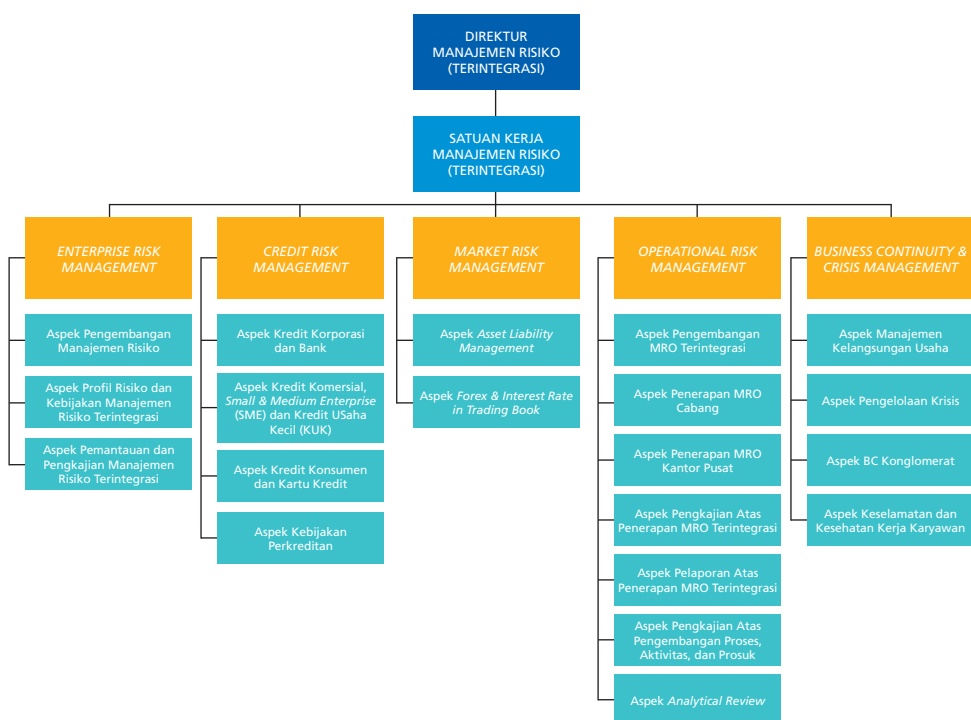 DIREKTUR
MANAJEMEN RISIKO
(TERINTEGRASI)
SATUAN KERJA
MANAJEMEN RISIKO
(TERINTEGRASI)
ENTERPRISE RISK
MANAGEMENT
Aspek Pengembangan
Manajemen Risiko
Aspek Profil Risiko dan
Kebijakan Manajemen
Risiko Terintegrasi
Aspek Pemantauan dan
Pengkajian Manajemen
Risiko Terintegrasi
CREDIT RISK
MANAGEMENT
Aspek Kredit Korporasi
dan Bank
Aspek Kredit Komersial,
Small & Medium Enterprise
(SME) dan Kredit USaha
Kecil (KUK)
Aspek Kredit Konsumen
dan Kartu Kredit
Aspek Kebijakan
Perkreditan
MARKET RISK
MANAGEMENT
Aspek Asset Liability
Management
Aspek Forex & Interest Rate
in Trading Book
OPERATIONAL RISK
MANAGEMENT
Aspek Pengembangan
MRO Terintegrasi
Aspek Penerapan MRO
Cabang
Aspek Penerapan MRO
Kantor Pusat
Aspek Pengkajian Atas
Penerapan MRO Terintegrasi
Aspek Pelaporan Atas
Penerapan MRO Terintegrasi
Aspek Pengkajian Atas
Pengembangan Proses,
Aktivitas, dan Prosuk
Aspek Analytical Review
BUSINESS CONTINUITY &
CRISIS MANAGEMENT
Aspek Manajemen
Kelangsungan Usaha
Aspek Pengelolaan Krisis
Aspek BC Konglomerat
Aspek Keselamatan dan
Kesehatan Kerja Karyawan